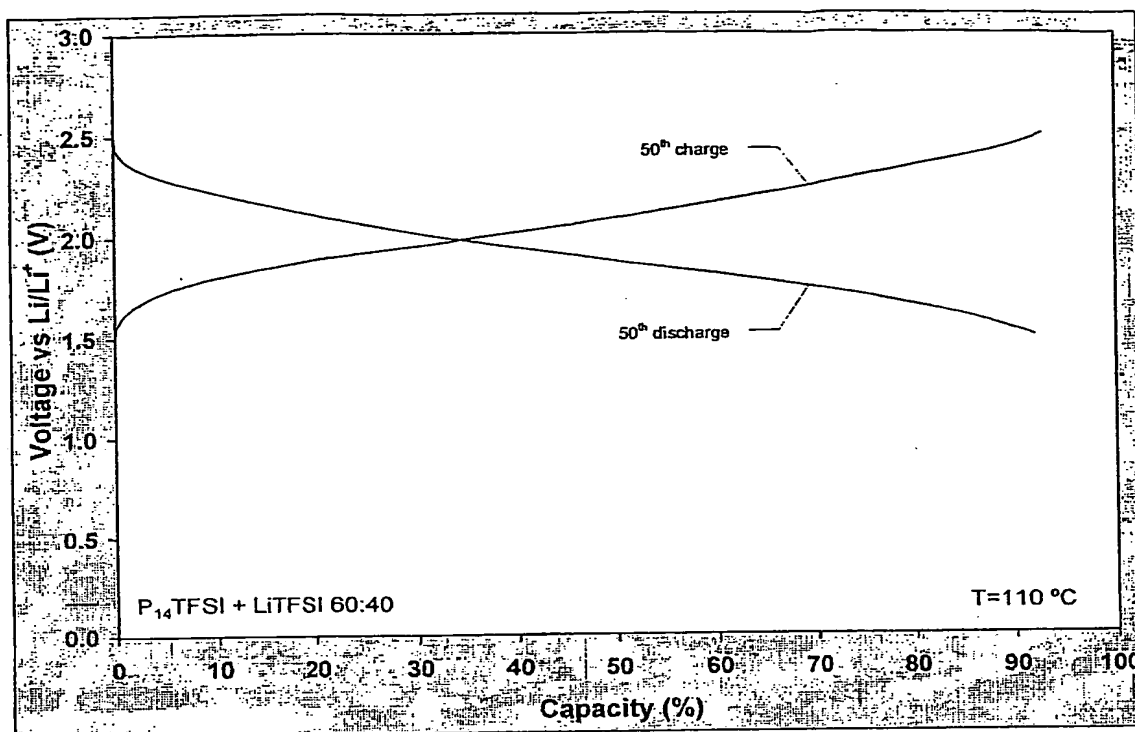 3.0
2.5
2.0
1.5
1.0
0.5
0.0
Voltage vs Li/Li⁺ (V)
50ᵗʰ charge
50ᵗʰ discharge
P₁₄TFSI + LiTFSI 60:40
T=110 ºC
0 10 20 30 40 50 60 70 80 90 100
Capacity (%)